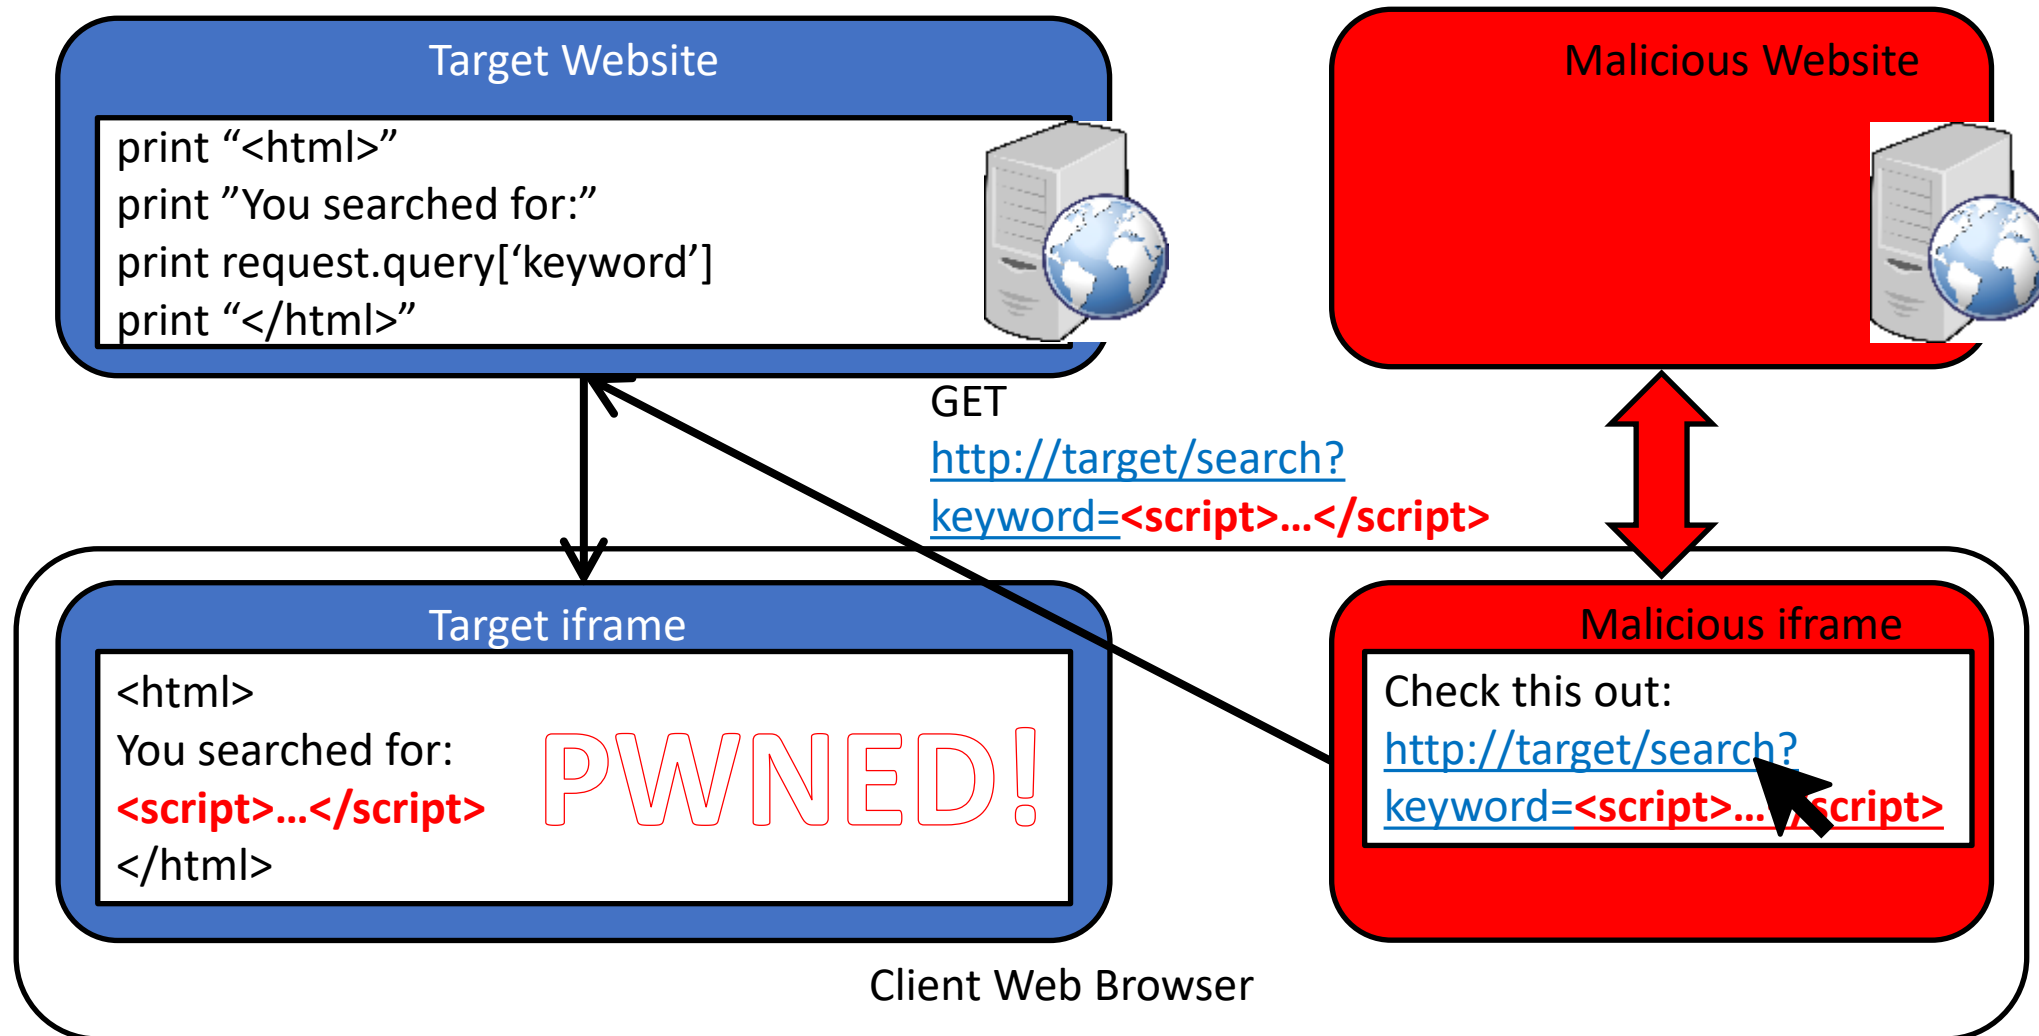 Target Website
print “<html>”
print ”You searched for:”
print request.query[‘keyword’]
print “</html>”
Malicious Website
GET
http://target/search?
keyword=<script>…</script>
Target iframe
<html>
You searched for:
<script>…</script>
</html>
PWNED!
Malicious iframe
Check this out:
http://target/search?
keyword=<script>…</script>
Client Web Browser